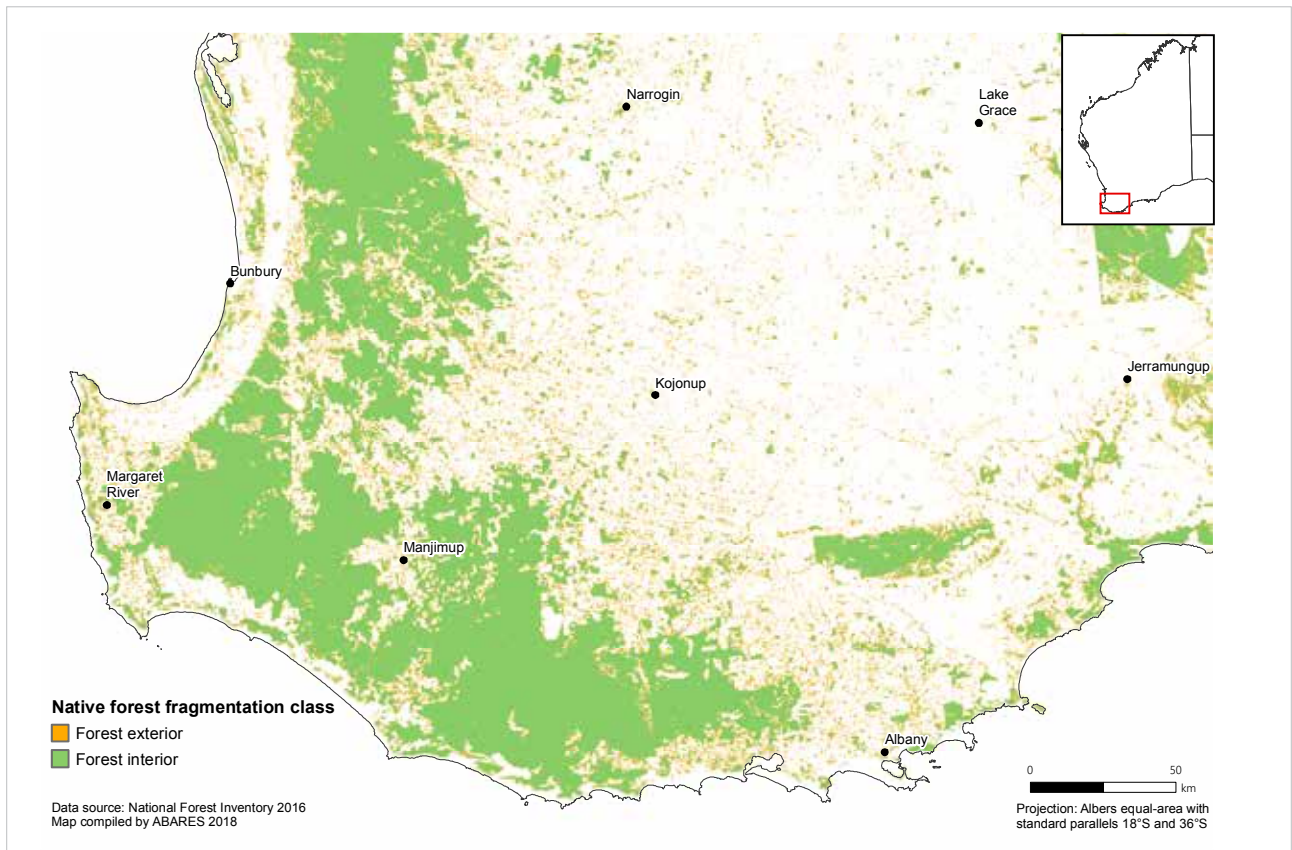 Narrogin
Lake
Grace
Bunbury
Jerramungup
Kojonup
Margaret
River
Manjimup
Native forest fragmentation class
Forest exterior
Forest interior
Albany
0 50
km
Data source: National Forest Inventory 2016
Map compiled by ABARES 2018
Projection: Albers equal-area with
standard parallels 18°S and 36°S